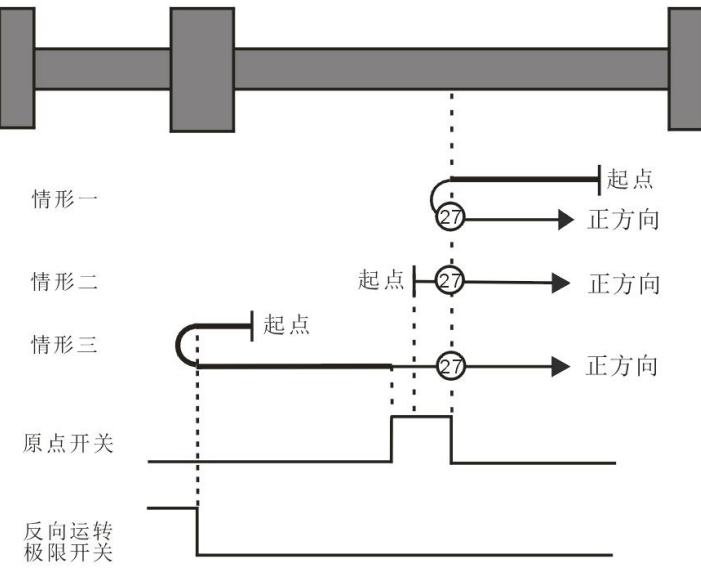 起点
情形一
27
正方向
情形二
起点
27
正方向
起点
情形三
27
正方向
原点开关
反向运转
极限开关